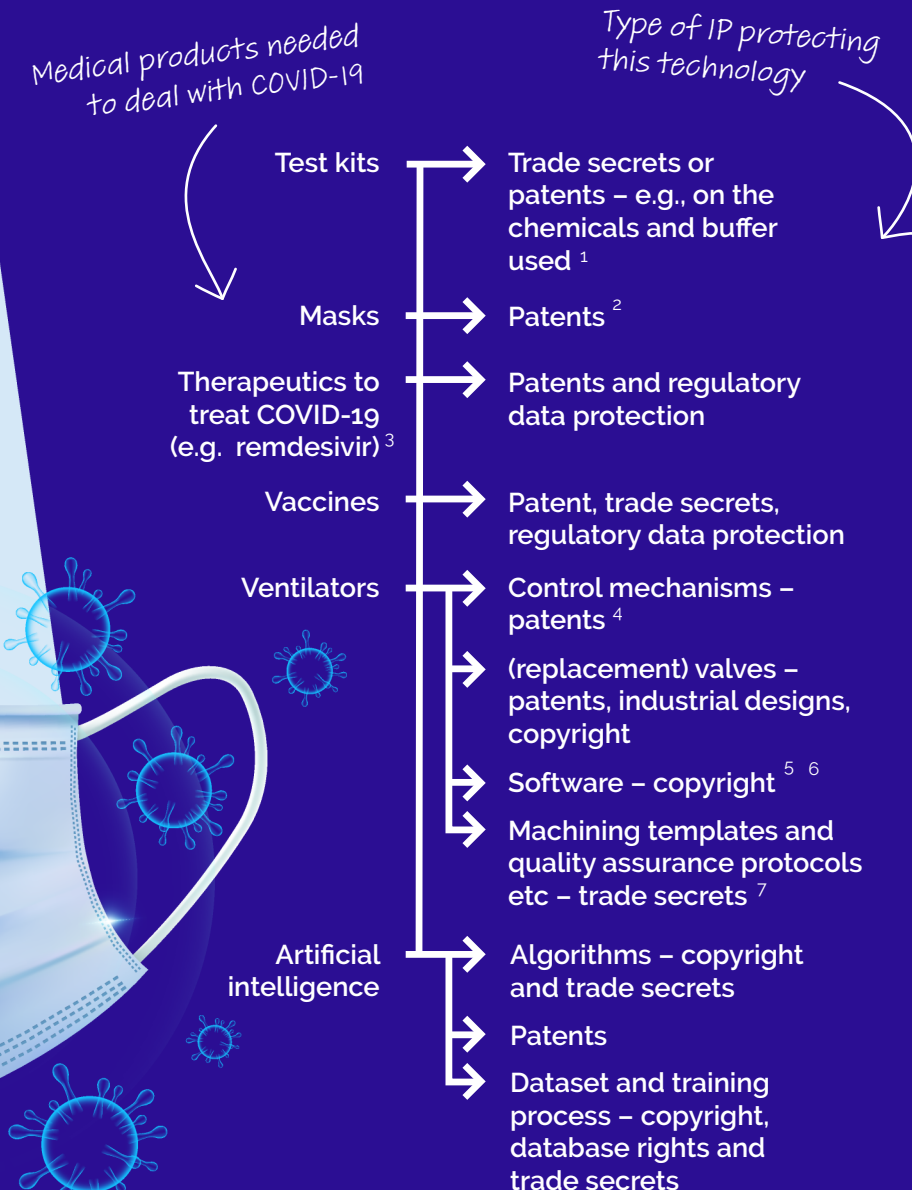 Medical products needed
to deal with COVID-19
Type of IP protecting
this technology
Test kits
Trade secrets or
patents – e.g., on the
chemicals and buffer
used 1
Masks
Patents 2
Therapeutics to
treat COVID-19
(e.g. remdesivir) 3
Patents and regulatory
data protection
Vaccines
Patent, trade secrets,
regulatory data protection
Ventilators
Control mechanisms –
patents 4
(replacement) valves –
patents, industrial designs,
copyright
Software – copyright 5 6
Machining templates and
quality assurance protocols
etc – trade secrets 7
Artificial
intelligence
Algorithms – copyright
and trade secrets
Patents
Dataset and training
process – copyright,
database rights and
trade secrets